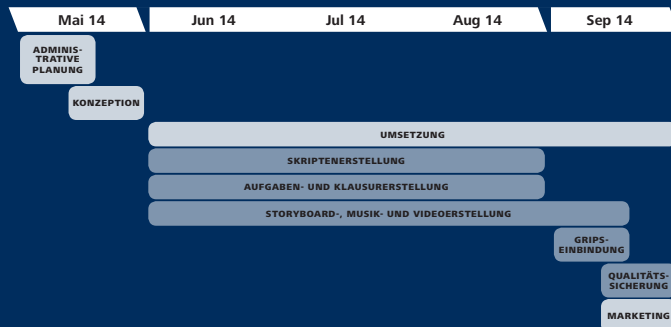 Mai 14 Jun 14 Jul 14 Aug 14 Sep 14
ADMINIS-
TRATIVE
PLANUNG
KONZEPTION
UMSETZUNG
SKRIPTENERSTELLUNG
AUFGABEN- UND KLAUSURERSTELLUNG
STORYBOARD-, MUSIK- UND VIDEOERSTELLUNG
GRIPS-
EINBINDUNG
QUALITÄTS-
SICHERUNG
MARKETING